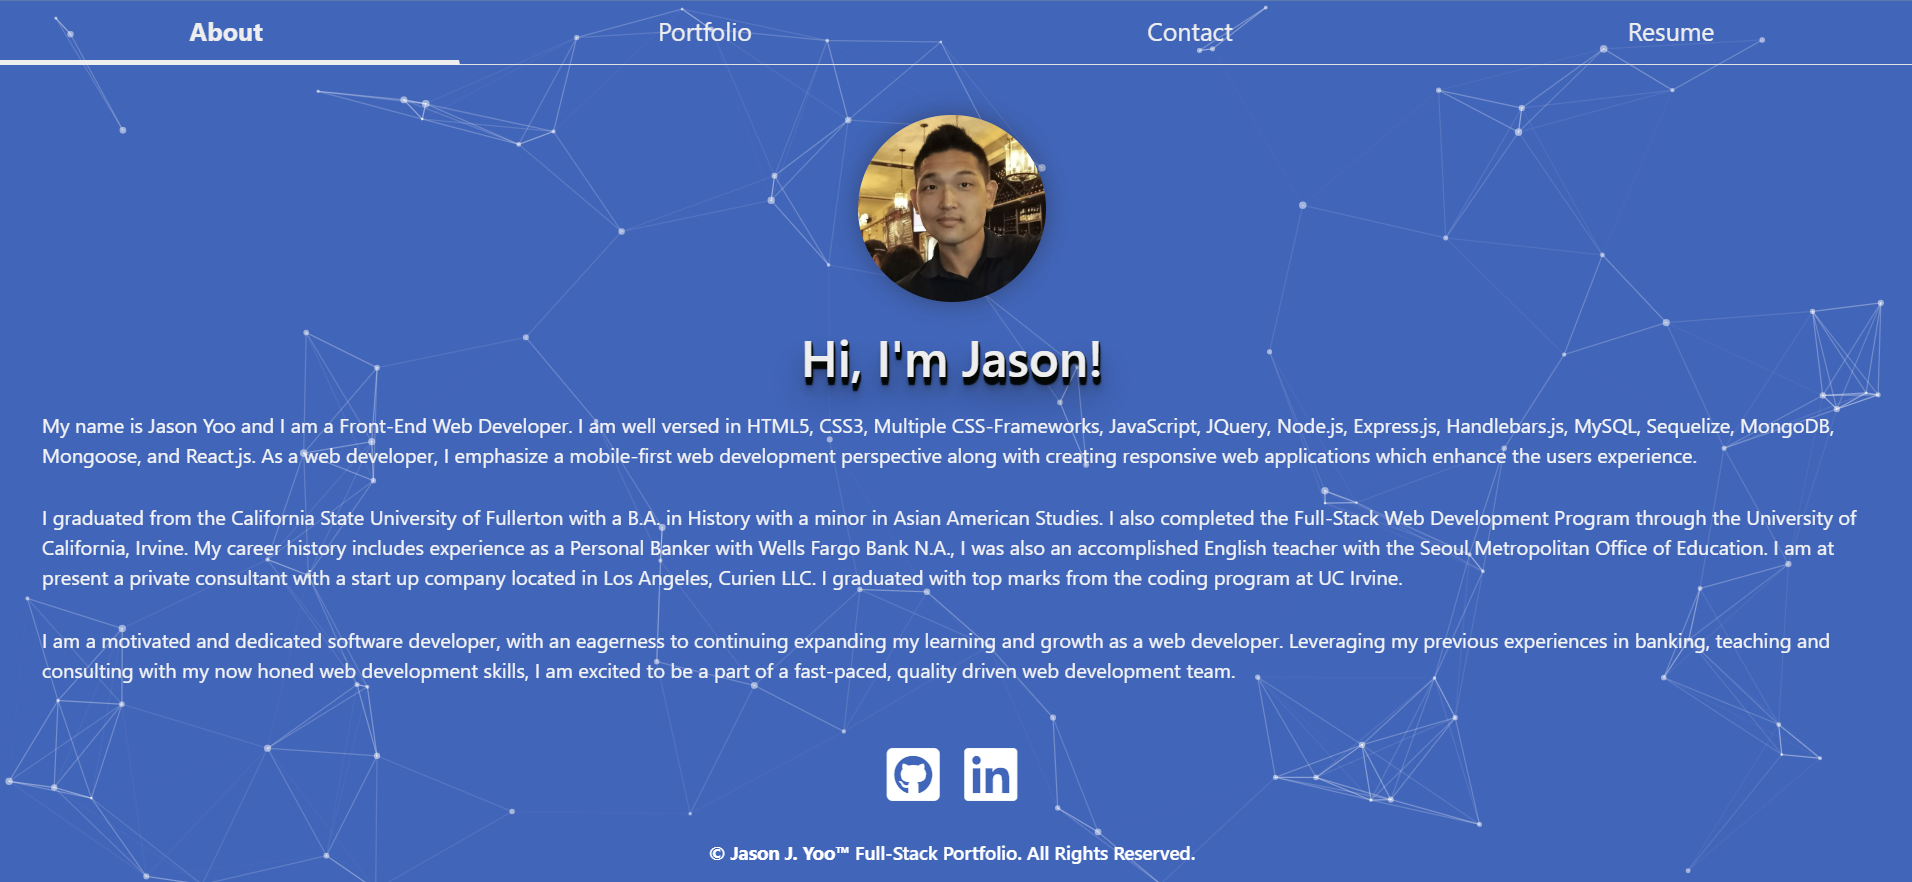 About Portfolio Contact Resume
Hi, I'm Jason!
My name is Jason Yoo and I am a Front-End Web Developer. I am well versed in HTML5, CSS3, Multiple CSS-Frameworks, JavaScript, JQuery, Node.js, Express.js, Handlebars.js, MySQL, Sequelize, MongoDB,
Mongoose, and React.js. As a web developer, I emphasize a mobile-first web development perspective along with creating responsive web applications which enhance the users experience.
I graduated from the California State University of Fullerton with a B.A. in History with a minor in Asian American Studies. I also completed the Full-Stack Web Development Program through the University of
California, Irvine. My career history includes experience as a Personal Banker with Wells Fargo Bank N.A., I was also an accomplished English teacher with the Seoul Metropolitan Office of Education. I am at
present a private consultant with a start up company located in Los Angeles, Curien LLC. I graduated with top marks from the coding program at UC Irvine.
I am a motivated and dedicated software developer, with an eagerness to continuing expanding my learning and growth as a web developer. Leveraging my previous experiences in banking, teaching and
consulting with my now honed web development skills, I am excited to be a part of a fast-paced, quality driven web development team.
in
© Jason J. Yoo™ Full-Stack Portfolio. All Rights Reserved.